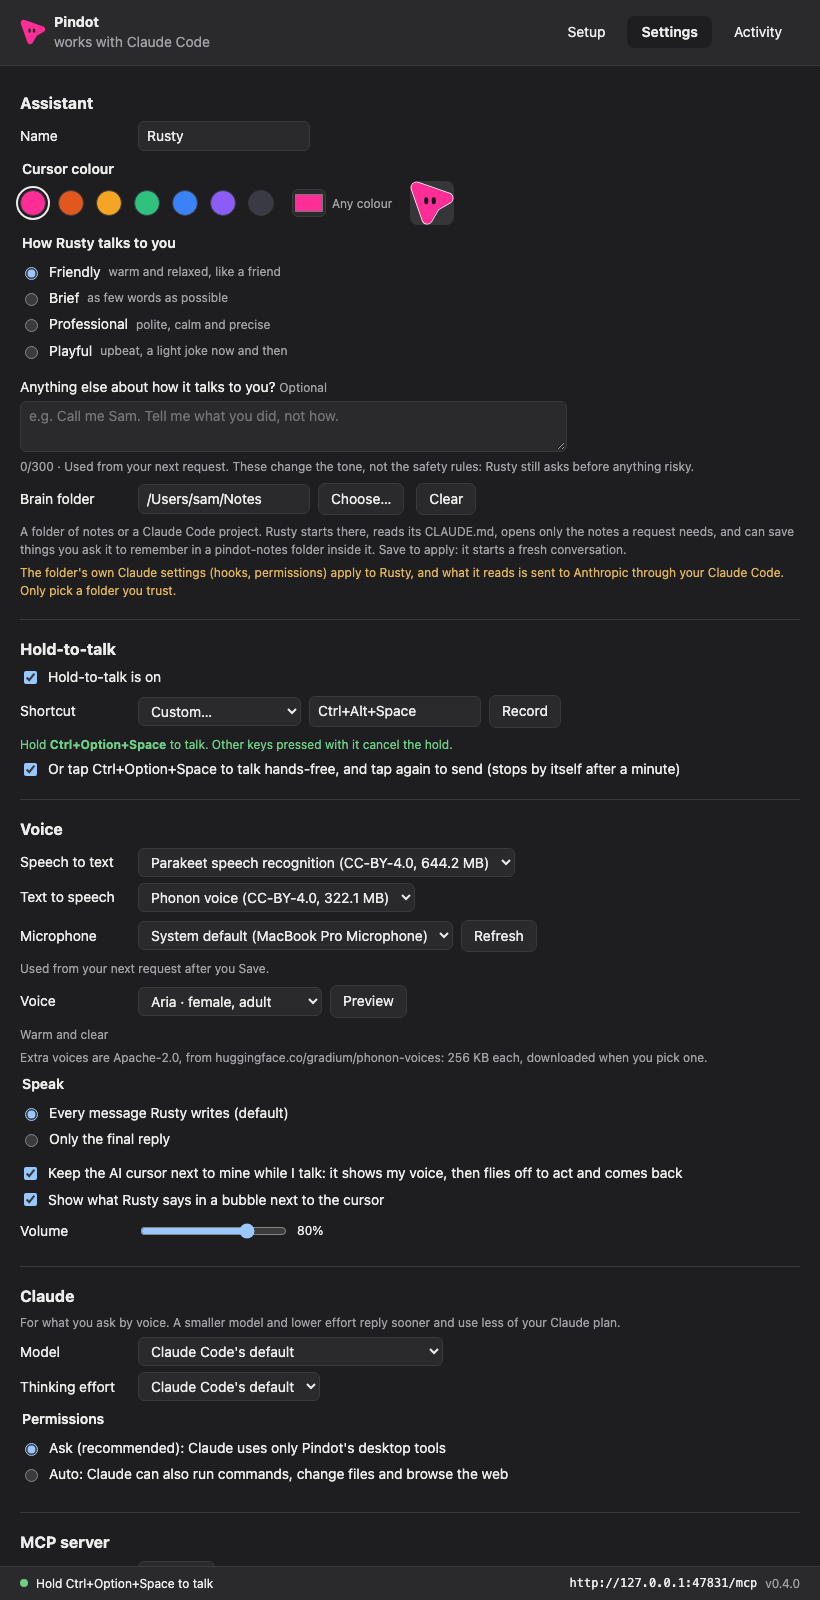 Pindot
works with Claude Code
Setup
Settings
Activity
Assistant
Name
Rusty
Cursor colour
Any colour
How Rusty talks to you
Friendly warm and relaxed, like a friend
Brief as few words as possible
Professional polite, calm and precise
Playful upbeat, a light joke now and then
Anything else about how it talks to you? Optional
e.g. Call me Sam. Tell me what you did, not how.
0/300 · Used from your next request. These change the tone, not the safety rules: Rusty still asks before anything risky.
Brain folder
/Users/sam/Notes
Choose...
Clear
A folder of notes or a Claude Code project. Rusty starts there, reads its CLAUDE.md, opens only the notes a request needs, and can save
things you ask it to remember in a pindot-notes folder inside it. Save to apply: it starts a fresh conversation.
The folder's own Claude settings (hooks, permissions) apply to Rusty, and what it reads is sent to Anthropic through your Claude Code.
Only pick a folder you trust.
Hold-to-talk
Hold-to-talk is on
Shortcut
Custom...
Ctrl+Alt+Space
Record
Hold Ctrl+Option+Space to talk. Other keys pressed with it cancel the hold.
Or tap Ctrl+Option+Space to talk hands-free, and tap again to send (stops by itself after a minute)
Voice
Speech to text
Parakeet speech recognition (CC-BY-4.0, 644.2 MB)
Text to speech
Phonon voice (CC-BY-4.0, 322.1 MB)
Microphone
System default (MacBook Pro Microphone)
Refresh
Used from your next request after you Save.
Voice
Aria · female, adult
Preview
Warm and clear
Extra voices are Apache-2.0, from huggingface.co/gradium/phonon-voices: 256 KB each, downloaded when you pick one.
Speak
Every message Rusty writes (default)
Only the final reply
Keep the AI cursor next to mine while I talk: it shows my voice, then flies off to act and comes back
Show what Rusty says in a bubble next to the cursor
Volume
80%
Claude
For what you ask by voice. A smaller model and lower effort reply sooner and use less of your Claude plan.
Model
Claude Code's default
Thinking effort
Claude Code's default
Permissions
Ask (recommended): Claude uses only Pindot's desktop tools
Auto: Claude can also run commands, change files and browse the web
MCP server
Hold Ctrl+Option+Space to talk
http://127.0.0.1:47831/mcp v0.4.0